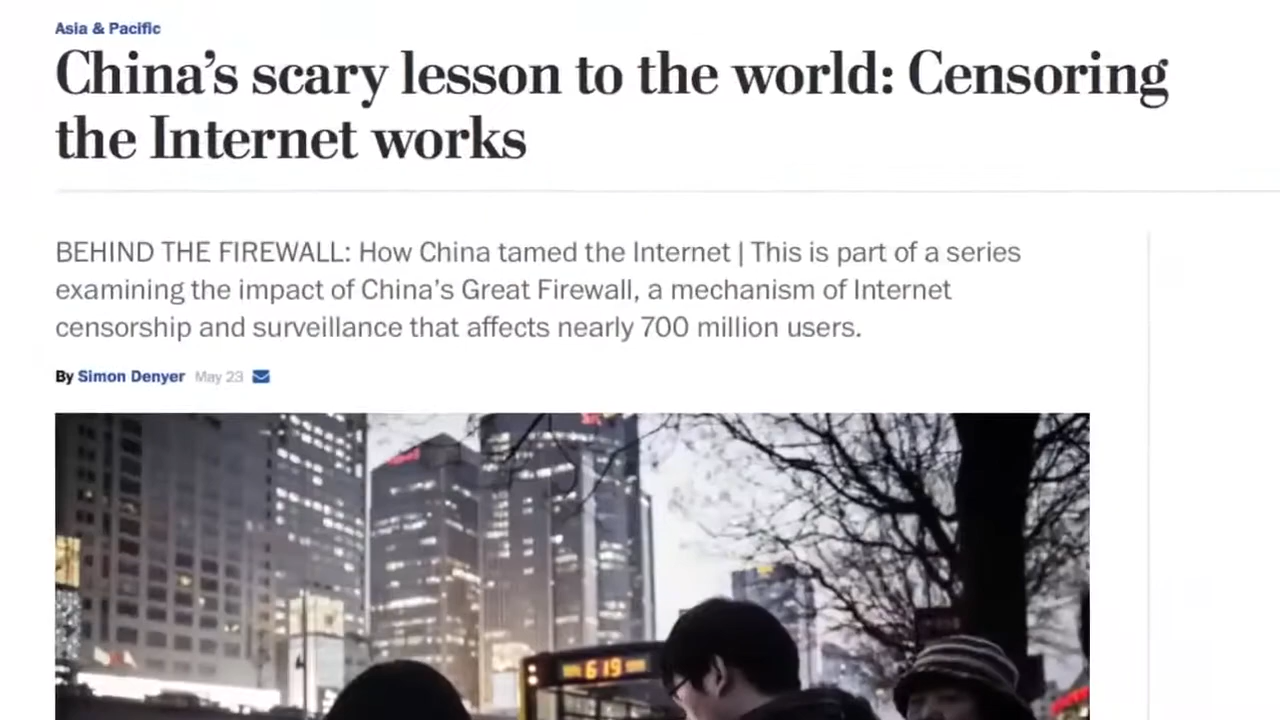 Asia & Pacific
China’s scary lesson to the world: Censoring
the Internet works
BEHIND THE FIREWALL: How China tamed the Internet | This is part of a series
examining the impact of China's Great Firewall, a mechanism of Internet
censorship and surveillance that affects nearly 700 million users.
By Simon Denyer May 23
619